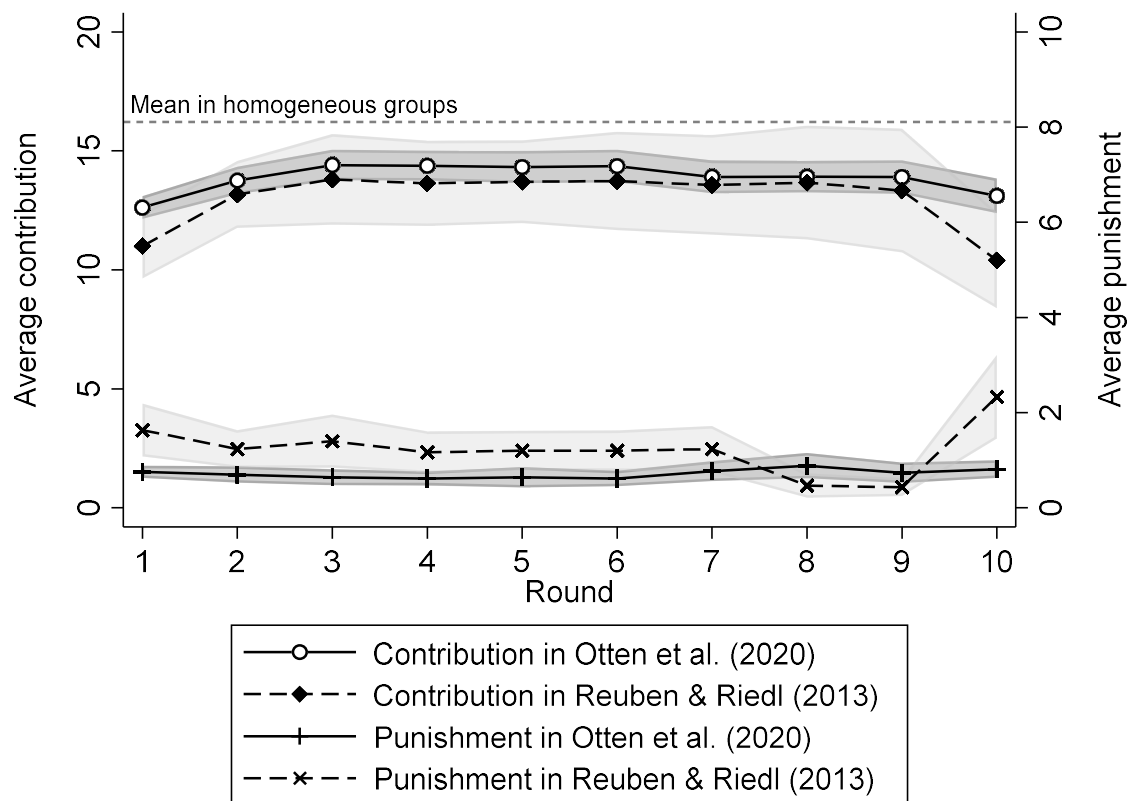 20
15
10
5
0
Average contribution
Mean in homogeneous groups
10
8
6
4
2
0
Average punishment
1 2 3 4 5 6 7 8 9 10
Round
Contribution in Otten et al. (2020)
Contribution in Reuben & Riedl (2013)
Punishment in Otten et al. (2020)
Punishment in Reuben & Riedl (2013)